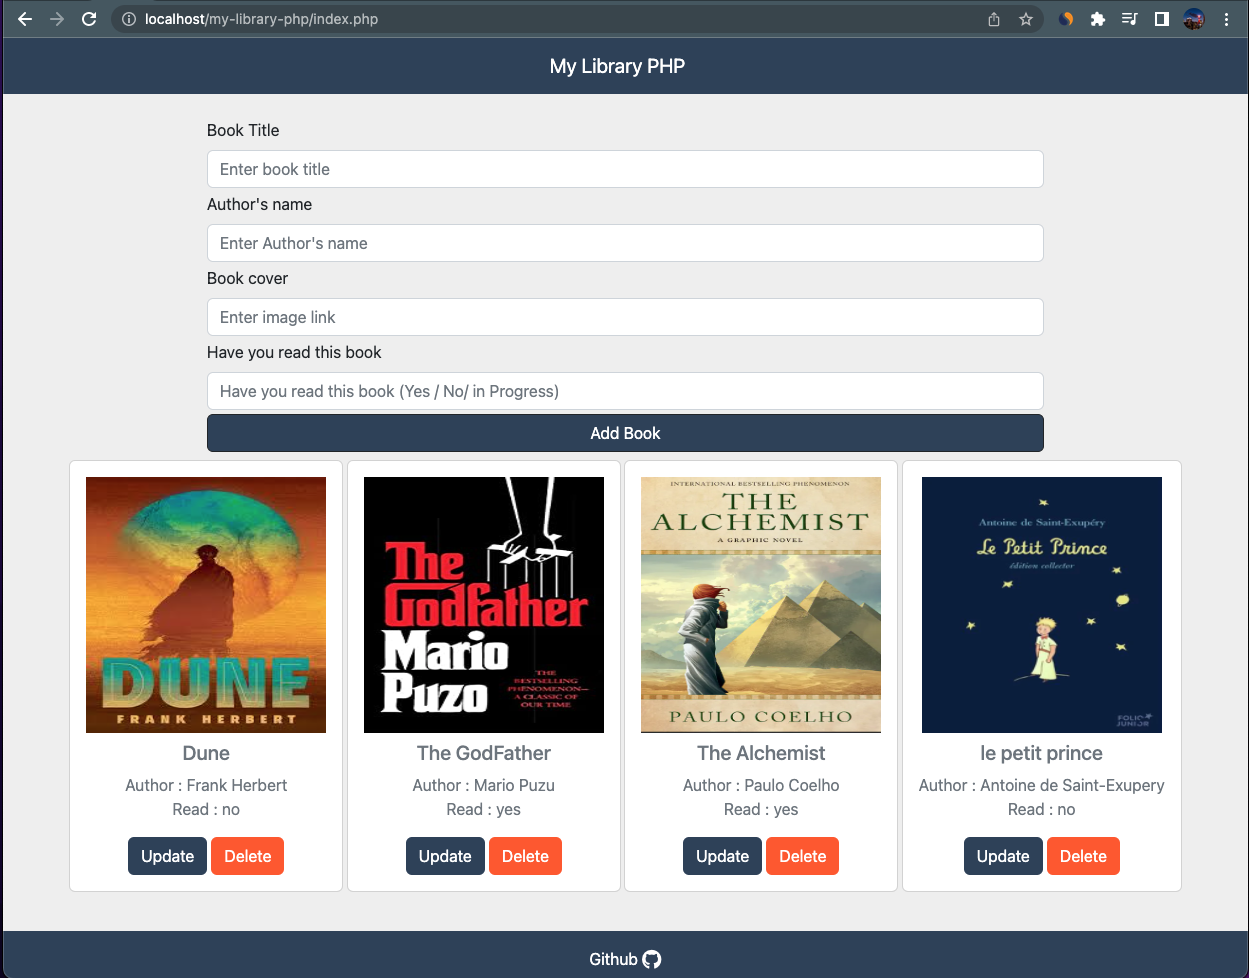 localhost/my-library-php/index.php
My Library PHP
Book Title
Enter book title
Author's name
Enter Author's name
Book cover
Enter image link
Have you read this book
Have you read this book (Yes / No/ in Progress)
Add Book
DUNE
FRANK HERBERT
Dune
Author : Frank Herbert
Read : no
Update Delete
The
Godfather
Mario
Puzo
THE
BESTSELLING
PHENOMENON—
A CLASSIC OF
OUR TIME
The GodFather
Author : Mario Puzu
Read : yes
Update Delete
INTERNATIONAL BESTSELLING PHENOMENON
THE
ALCHEMIST
A GRAPHIC NOVEL
PAULO COELHO
The Alchemist
Author : Paulo Coelho
Read : yes
Update Delete
Antoine de Saint-Exupéry
Le Petit Prince
édition collector
FOLIO
JUNIOR
le petit prince
Author : Antoine de Saint-Exupery
Read : no
Update Delete
Github